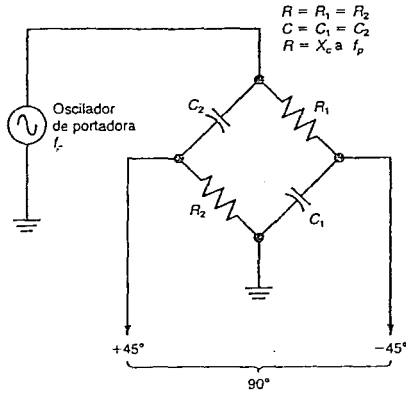 R = R₁ = R₂
C = C₁ = C₂
R = Xc a fp
Oscilador
de portadora
C₂
R₁
R₂
C₁
+45°
−45°
90°